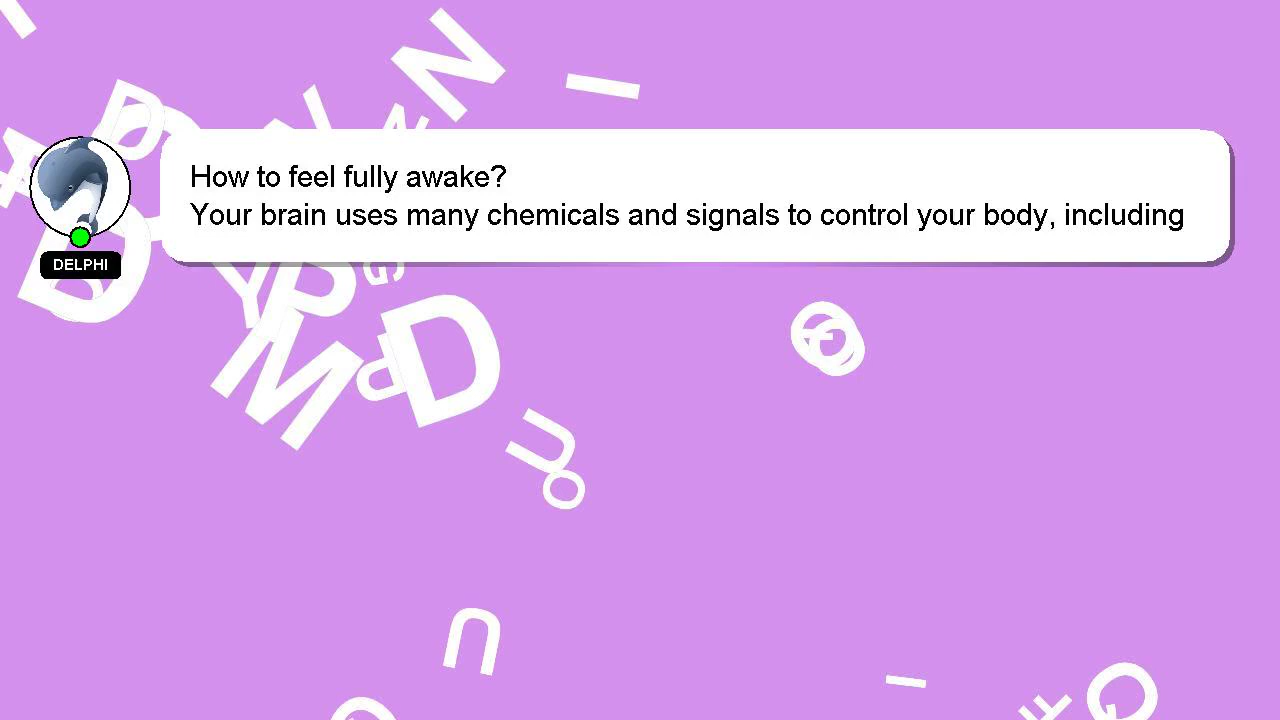 How to feel fully awake?
Your brain uses many chemicals and signals to control your body, including
DELPHI